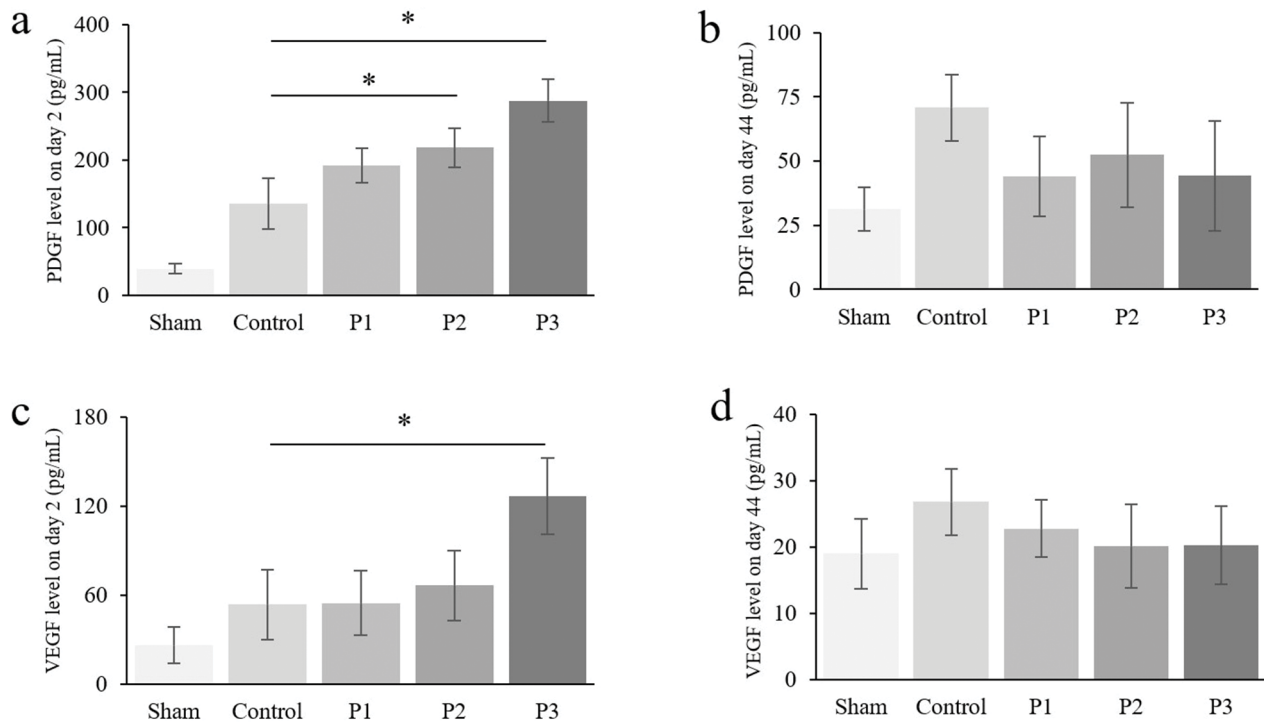 a
PDGF level on day 2 (pg/mL)
400
300
200
100
0
*
*
Sham Control P1 P2 P3
b
PDGF level on day 44 (pg/mL)
100
75
50
25
0
Sham Control P1 P2 P3
c
VEGF level on day 2 (pg/mL)
180
120
60
0
*
Sham Control P1 P2 P3
d
VEGF level on day 44 (pg/mL)
40
30
20
10
0
Sham Control P1 P2 P3